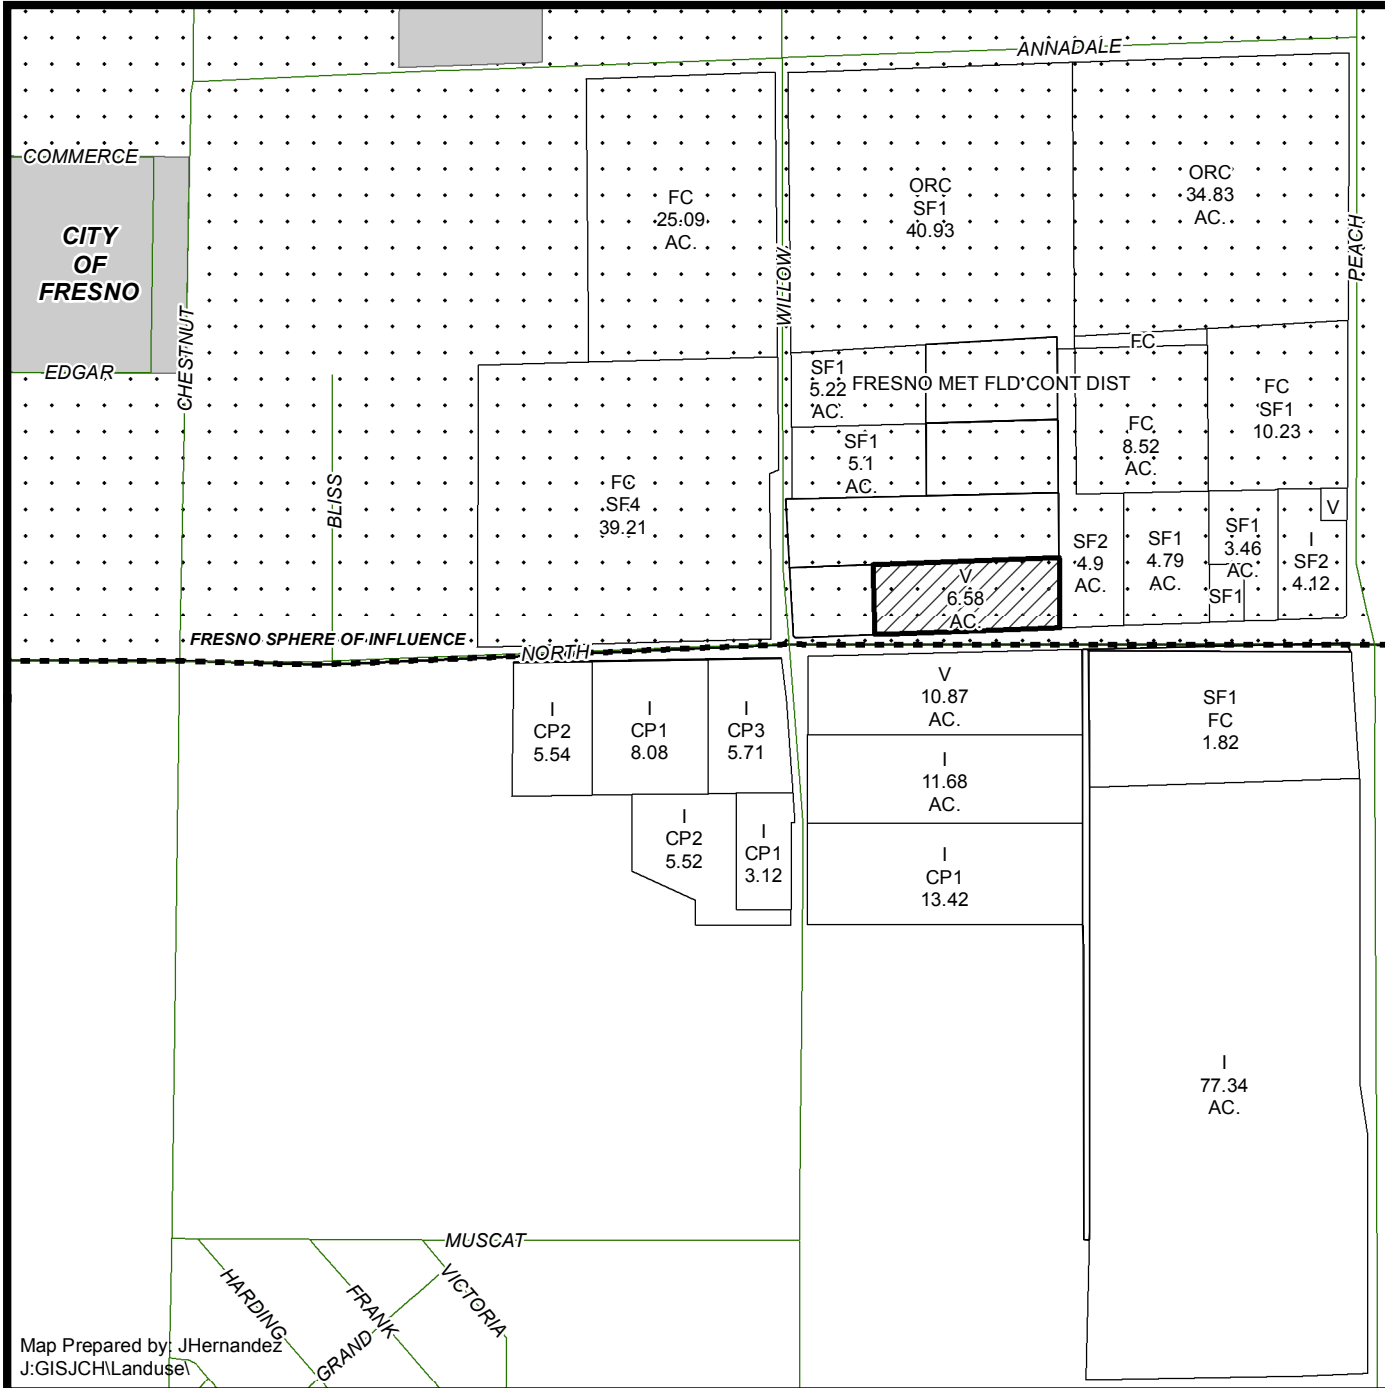 ANNADALE
COMMERCE
CITY
OF
FRESNO
EDGAR
CHESTNUT
BLISS
WILLOW
PEACH
FC
25.09
AC.
ORC
SF1
40.93
ORC
34.83
AC.
SF1
5.22
AC.
FRESNO MET FLD CONT DIST
FC
FC
8.52
AC.
FC
SF1
10.23
SF1
5.1
AC.
FC
SF4
39.21
V
6.58
AC.
SF2
4.9
AC.
SF1
4.79
AC.
SF1
3.46
AC.
SF1
I
SF2
4.12
V
FRESNO SPHERE OF INFLUENCE
NORTH
I
CP2
5.54
I
CP1
8.08
I
CP3
5.71
V
10.87
AC.
SF1
FC
1.82
I
11.68
AC.
I
CP2
5.52
I
CP1
3.12
I
CP1
13.42
I
77.34
AC.
MUSCAT
HARDING
FRANK
GRAND
VICTORIA
Map Prepared by: JHernandez
J:GISJCH\Landuse\